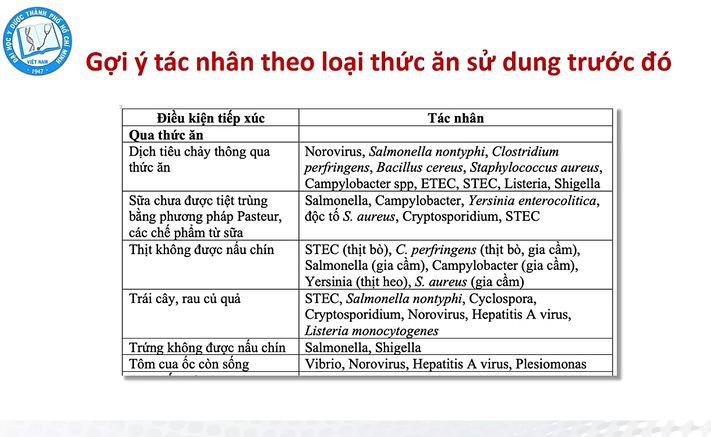 ĐẠI HỌC Y DƯỢC THÀNH PHỐ HỒ CHÍ MINH
VIỆT NAM
1947
Gợi ý tác nhân theo loại thức ăn sử dung trước đó
Điều kiện tiếp xúc Tác nhân
Qua thức ăn
Dịch tiêu chảy thông qua Norovirus, Salmonella nontyphi, Clostridium
thức ăn perfringens, Bacillus cereus, Staphylococcus aureus,
Campylobacter spp, ETEC, STEC, Listeria, Shigella
Sữa chưa được tiệt trùng Salmonella, Campylobacter, Yersinia enterocolitica,
bằng phương pháp Pasteur, độc tố S. aureus, Cryptosporidium, STEC
các chế phẩm từ sữa
Thịt không được nấu chín STEC (thịt bò), C. perfringens (thịt bò, gia cầm),
Salmonella (gia cầm), Campylobacter (gia cầm),
Yersinia (thịt heo), S. aureus (gia cầm)
Trái cây, rau củ quả STEC, Salmonella nontyphi, Cyclospora,
Cryptosporidium, Norovirus, Hepatitis A virus,
Listeria monocytogenes
Trứng không được nấu chín Salmonella, Shigella
Tôm cua ốc còn sống Vibrio, Norovirus, Hepatitis A virus, Plesiomonas